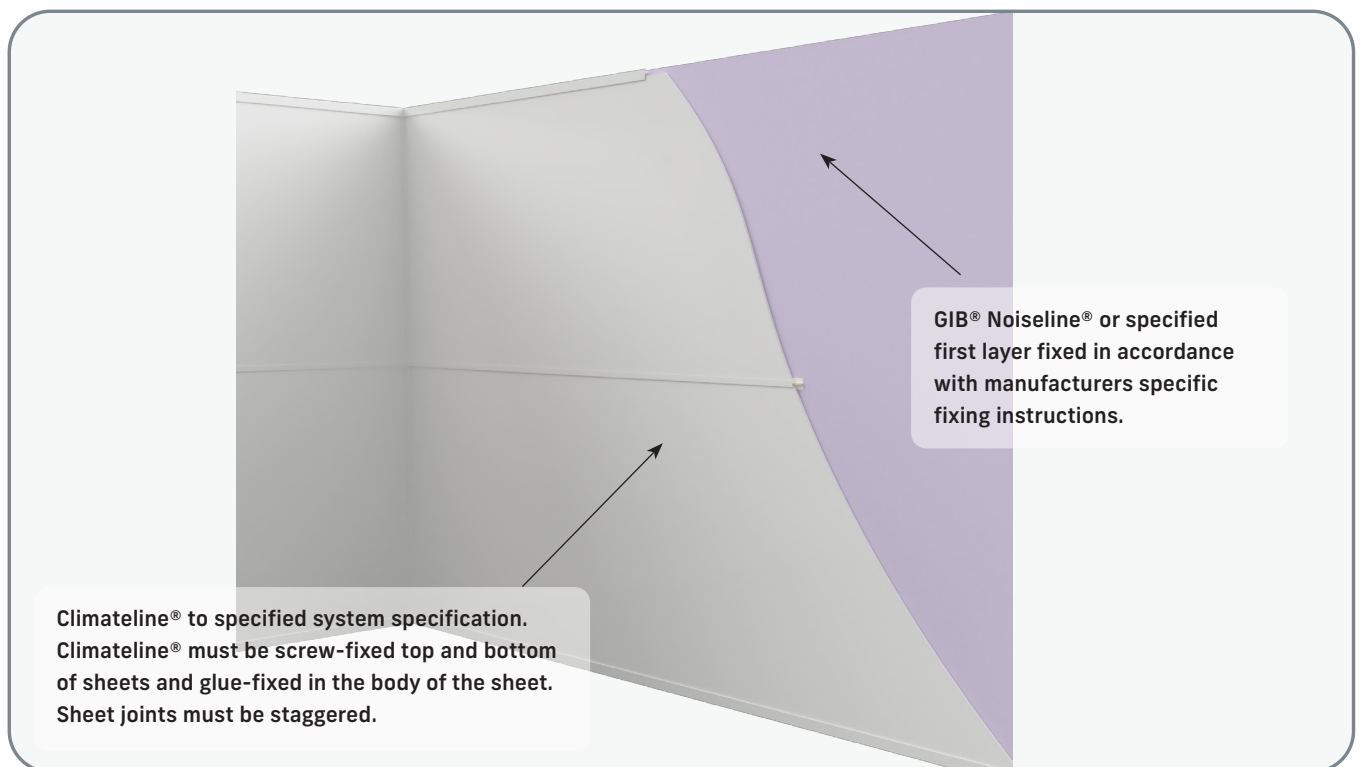 GIB® Noiseline® or specified
first layer fixed in accordance
with manufacturers specific
fixing instructions.
Climateline® to specified system specification.
Climateline® must be screw-fixed top and bottom
of sheets and glue-fixed in the body of the sheet.
Sheet joints must be staggered.